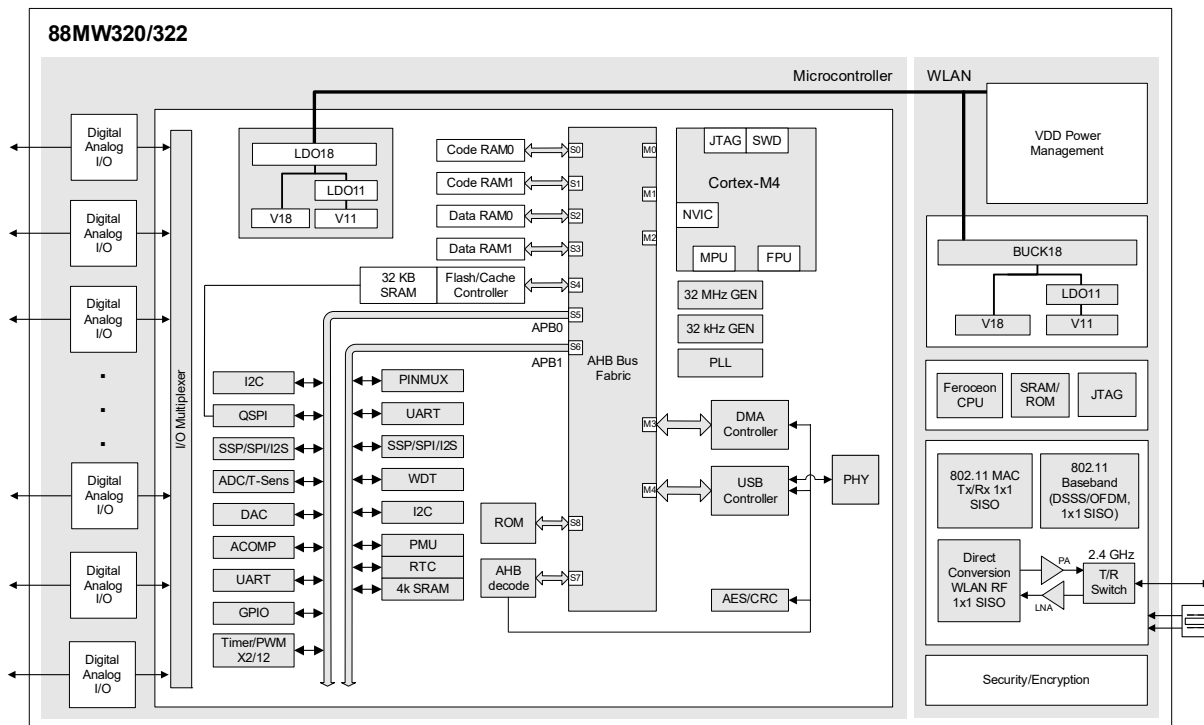 88MW320/322
Microcontroller
WLAN
Digital
Analog
I/O
Digital
Analog
I/O
Digital
Analog
I/O
.
.
.
Digital
Analog
I/O
Digital
Analog
I/O
Digital
Analog
I/O
I/O Multiplexer
LDO18
LDO11
V18
V11
Code RAM0
Code RAM1
Data RAM0
Data RAM1
32 KB
SRAM
Flash/Cache
Controller
S0
S1
S2
S3
S4
S5
S6
S8
S7
APB0
APB1
AHB Bus
Fabric
M0
M1
M2
M3
M4
I2C
QSPI
SSP/SPI/I2S
ADC/T-Sens
DAC
ACOMP
UART
GPIO
Timer/PWM
X2/12
PINMUX
UART
SSP/SPI/I2S
WDT
I2C
PMU
RTC
4k SRAM
ROM
AHB
decode
JTAG
SWD
Cortex-M4
NVIC
MPU
FPU
32 MHz GEN
32 kHz GEN
PLL
DMA
Controller
USB
Controller
PHY
AES/CRC
VDD Power
Management
BUCK18
LDO11
V18
V11
Feroceon
CPU
SRAM/
ROM
JTAG
802.11 MAC
Tx/Rx 1x1
SISO
802.11
Baseband
(DSSS/OFDM,
1x1 SISO)
Direct
Conversion
WLAN RF
1x1 SISO
PA
LNA
2.4 GHz
T/R
Switch
Security/Encryption